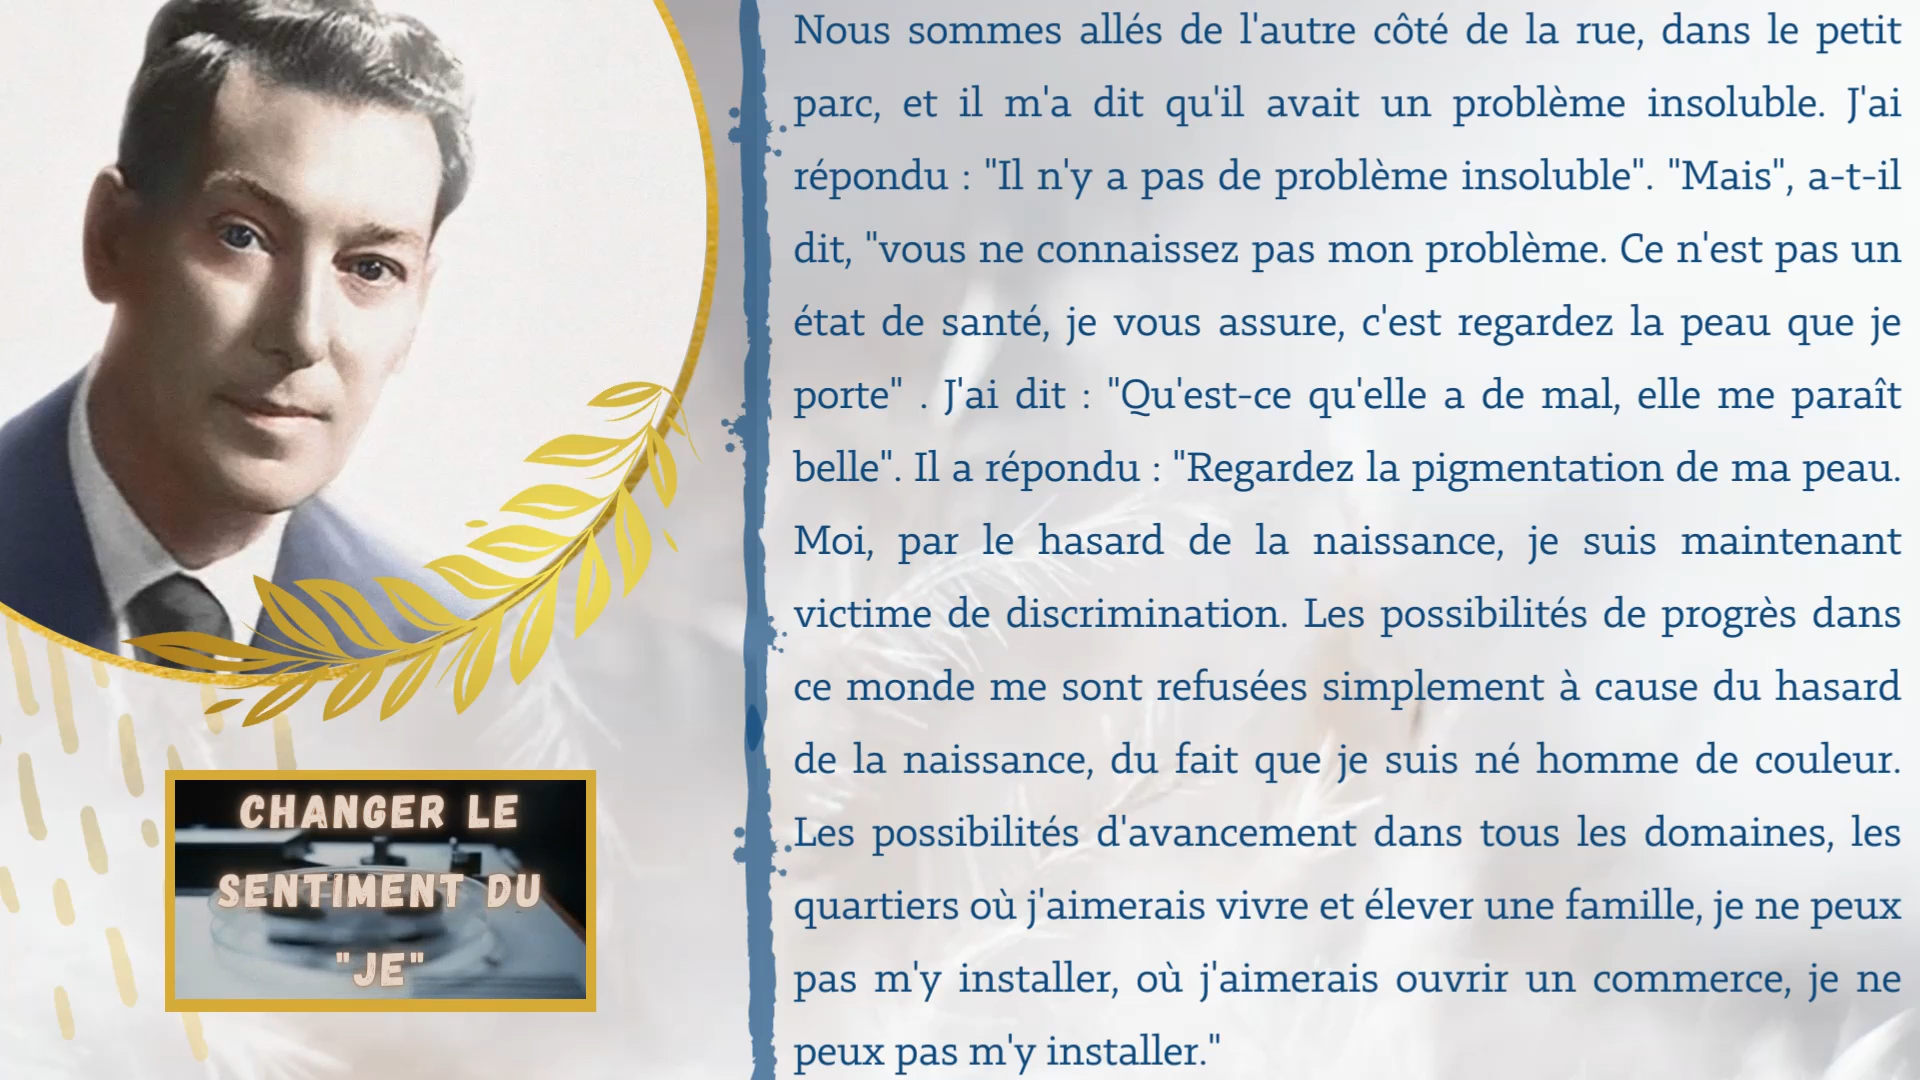 Nous sommes allés de l'autre côté de la rue, dans le petit
parc, et il m'a dit qu'il avait un problème insoluble. J'ai
répondu : "Il n'y a pas de problème insoluble". "Mais", a-t-il
dit, "vous ne connaissez pas mon problème. Ce n'est pas un
état de santé, je vous assure, c'est regardez la peau que je
porte" . J'ai dit : "Qu'est-ce qu'elle a de mal, elle me paraît
belle". Il a répondu : "Regardez la pigmentation de ma peau.
Moi, par le hasard de la naissance, je suis maintenant
victime de discrimination. Les possibilités de progrès dans
ce monde me sont refusées simplement à cause du hasard
de la naissance, du fait que je suis né homme de couleur.
Les possibilités d'avancement dans tous les domaines, les
quartiers où j'aimerais vivre et élever une famille, je ne peux
pas m'y installer, où j'aimerais ouvrir un commerce, je ne
peux pas m'y installer."
CHANGER LE
SENTIMENT DU
"JE"